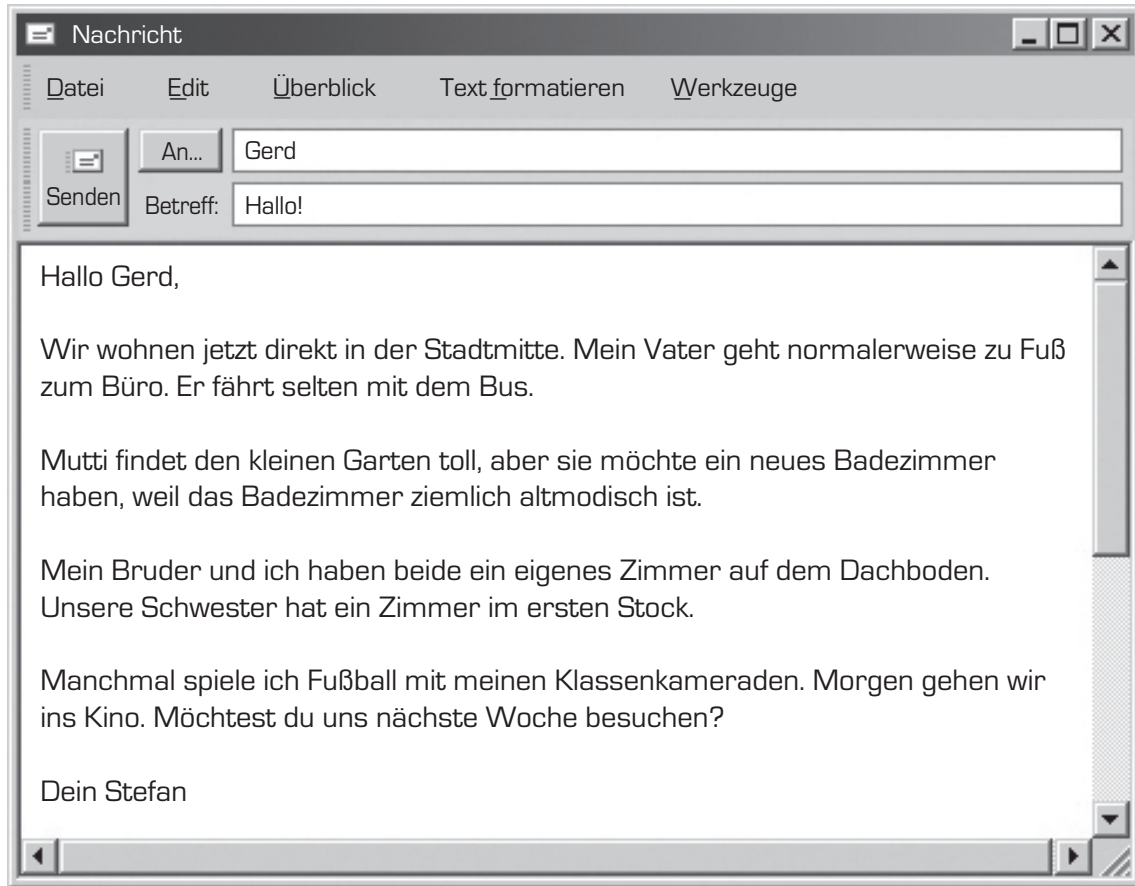 Nachricht
Datei Edit Überblick Text formatieren Werkzeuge
Senden
An... Gerd
Betreff: Hallo!
Hallo Gerd,
Wir wohnen jetzt direkt in der Stadtmitte. Mein Vater geht normalerweise zu Fuß
zum Büro. Er fährt selten mit dem Bus.
Mutti findet den kleinen Garten toll, aber sie möchte ein neues Badezimmer
haben, weil das Badezimmer ziemlich altmodisch ist.
Mein Bruder und ich haben beide ein eigenes Zimmer auf dem Dachboden.
Unsere Schwester hat ein Zimmer im ersten Stock.
Manchmal spiele ich Fußball mit meinen Klassenkameraden. Morgen gehen wir
ins Kino. Möchtest du uns nächste Woche besuchen?
Dein Stefan